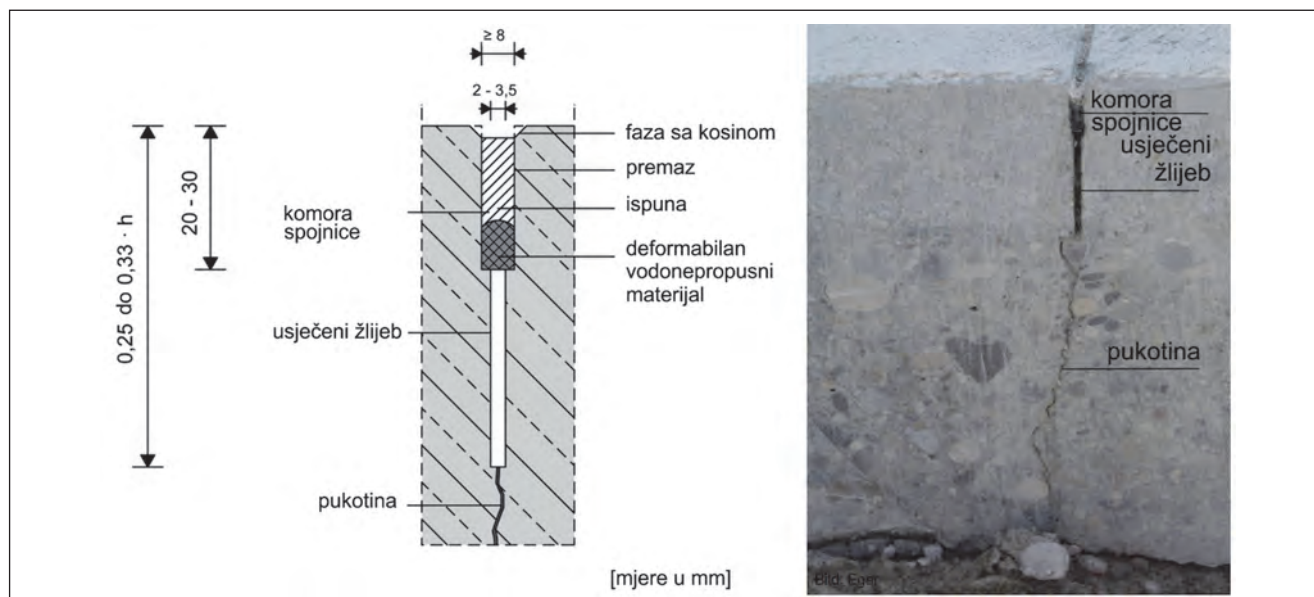 ≥ 8
2 - 3,5
0,25 do 0,33 · h
20 - 30
faza sa kosinom
premaz
komora
spojnice
ispuna
deformabilan
vodonepropusni
materijal
usječeni žlijeb
pukotina
[mjere u mm]
komora
spojnice
usječeni
žlijeb
pukotina
Bild: Eger